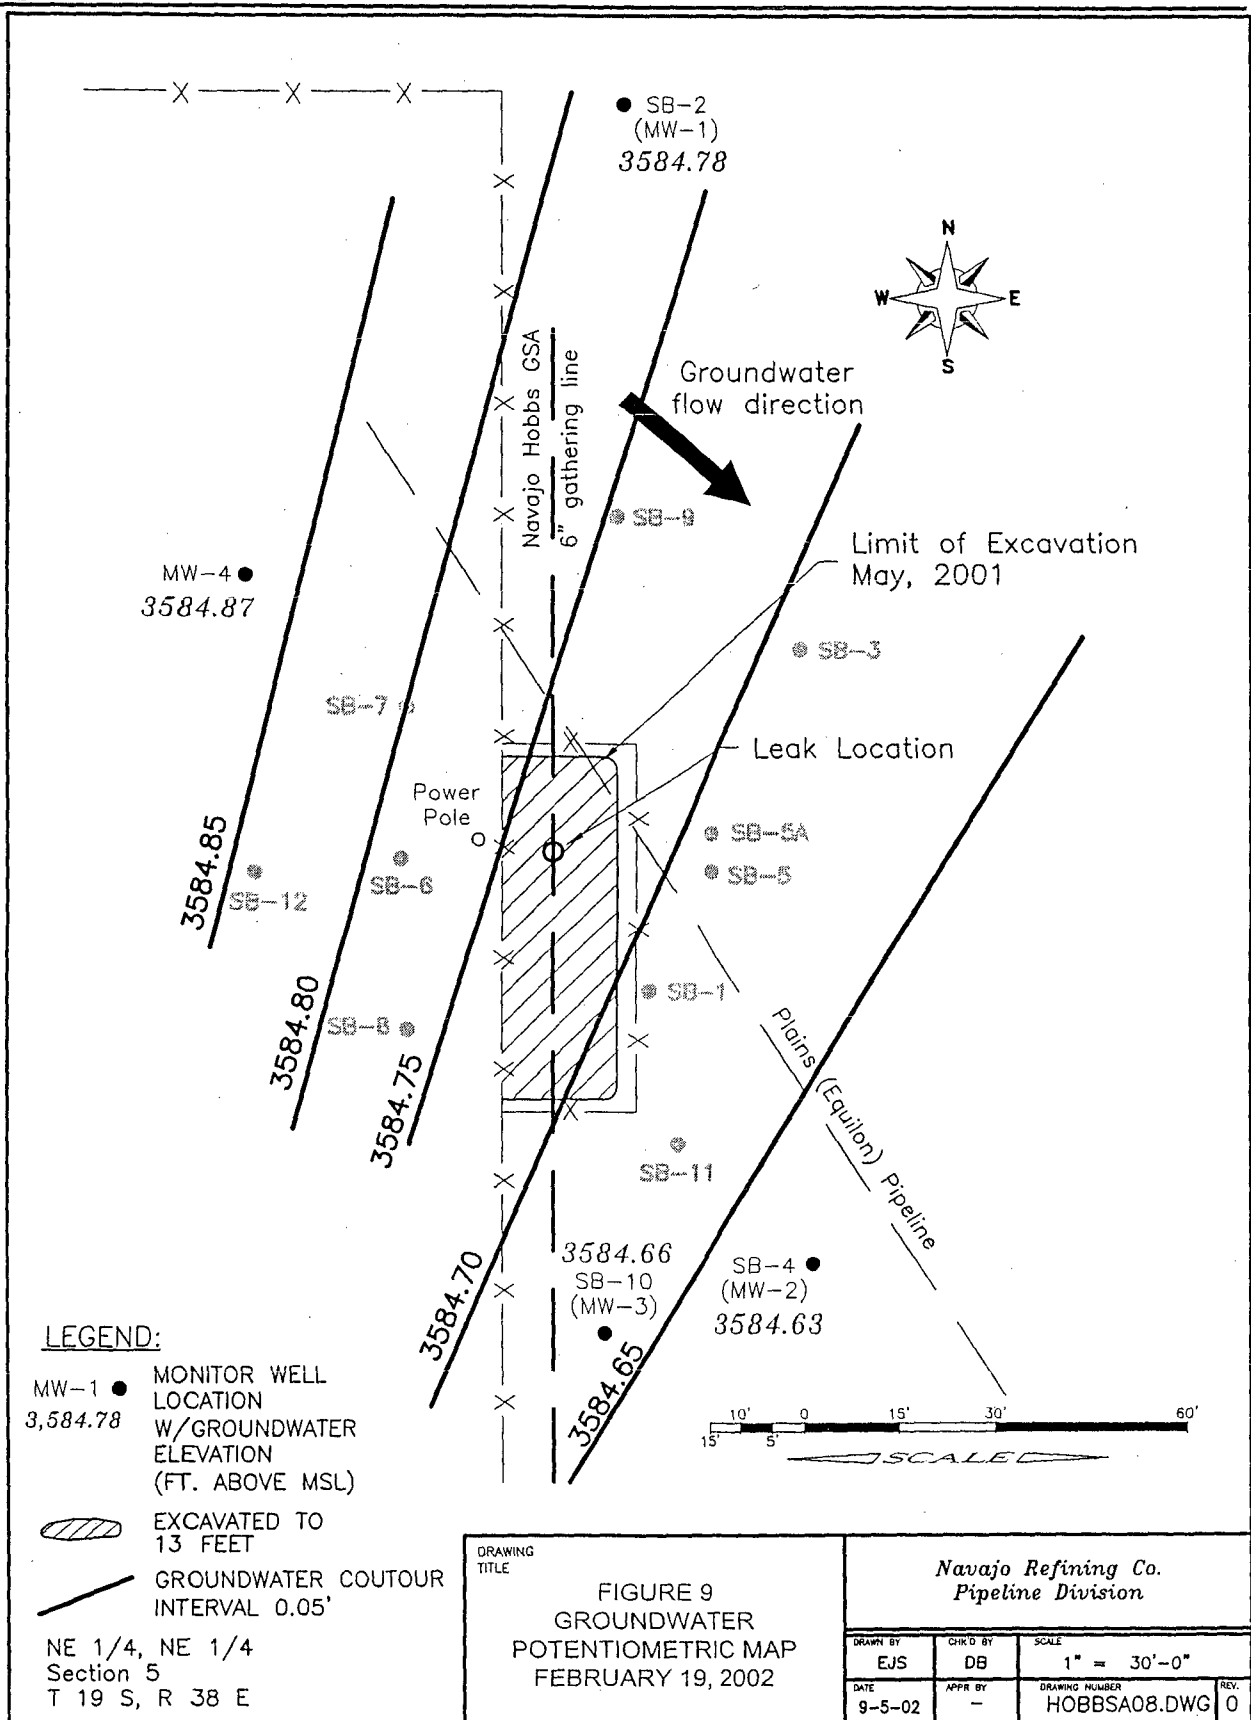 SB-2
(MW-1)
3584.78
N
W
E
S
Navajo Hobbs GSA
6" gathering line
Groundwater
flow direction
SB-9
Limit of Excavation
May, 2001
MW-4
3584.87
SB-3
SB-7
Leak Location
Power
Pole
SB-5A
SB-5
SB-6
SB-12
3584.85
SB-1
SB-8
3584.80
3584.75
Plains (Equilon) Pipeline
SB-11
3584.66
SB-10
(MW-3)
SB-4
(MW-2)
3584.63
3584.70
3584.65
10' 0 15' 30' 60'
15' 5'
SCALE
LEGEND:
MW-1
3,584.78
MONITOR WELL
LOCATION
W/GROUNDWATER
ELEVATION
(FT. ABOVE MSL)
EXCAVATED TO
13 FEET
GROUNDWATER COUTOUR
INTERVAL 0.05'
NE 1/4, NE 1/4
Section 5
T 19 S, R 38 E
DRAWING
TITLE
FIGURE 9
GROUNDWATER
POTENTIOMETRIC MAP
FEBRUARY 19, 2002
Navajo Refining Co.
Pipeline Division
DRAWN BY
EJS
CHK'D BY
DB
SCALE
1" = 30'-0"
DATE
9-5-02
APPR BY
-
DRAWING NUMBER
HOBBSA08.DWG
REV.
0